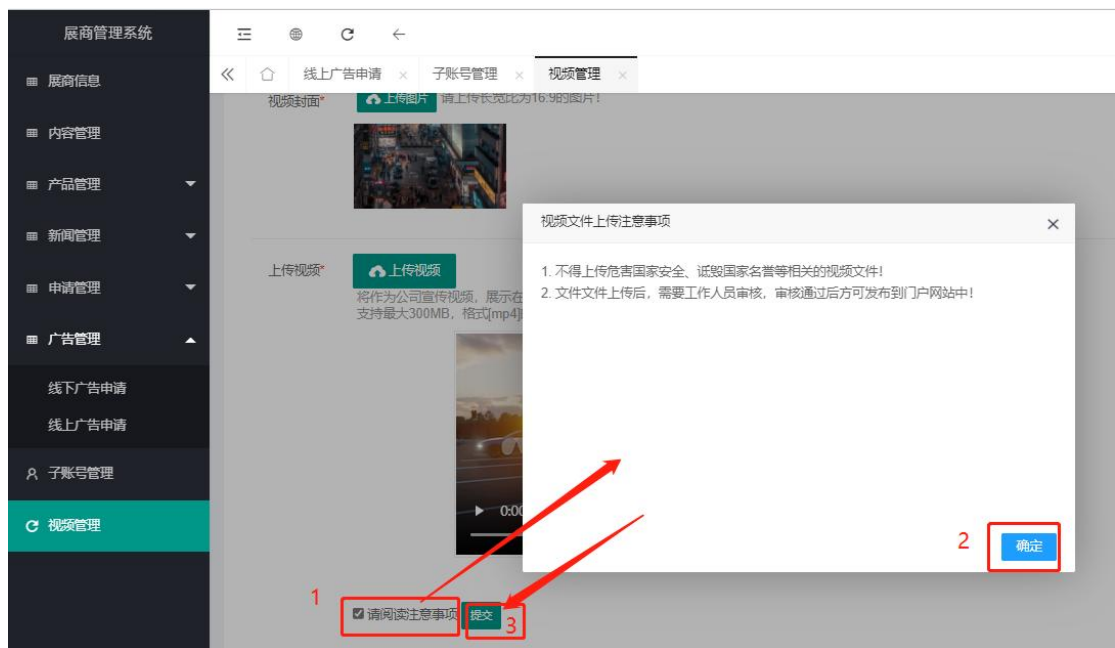 展商管理系统
展商信息
内容管理
产品管理
新闻管理
申请管理
广告管理
线下广告申请
线上广告申请
子账号管理
视频管理
线上广告申请 × 子账号管理 × 视频管理 ×
视频封面* 上传图片 请上传长宽比为16:9的图片!
上传视频* 上传视频
将作为公司宣传视频，展示在
支持最大300MB，格式[mp4]
0:00
视频文件上传注意事项 ×
1. 不得上传危害国家安全、诋毁国家名誉等相关的视频文件!
2. 文件文件上传后，需要工作人员审核，审核通过后方可发布到门户网站中!
2 确定
1
请阅读注意事项 提交 3